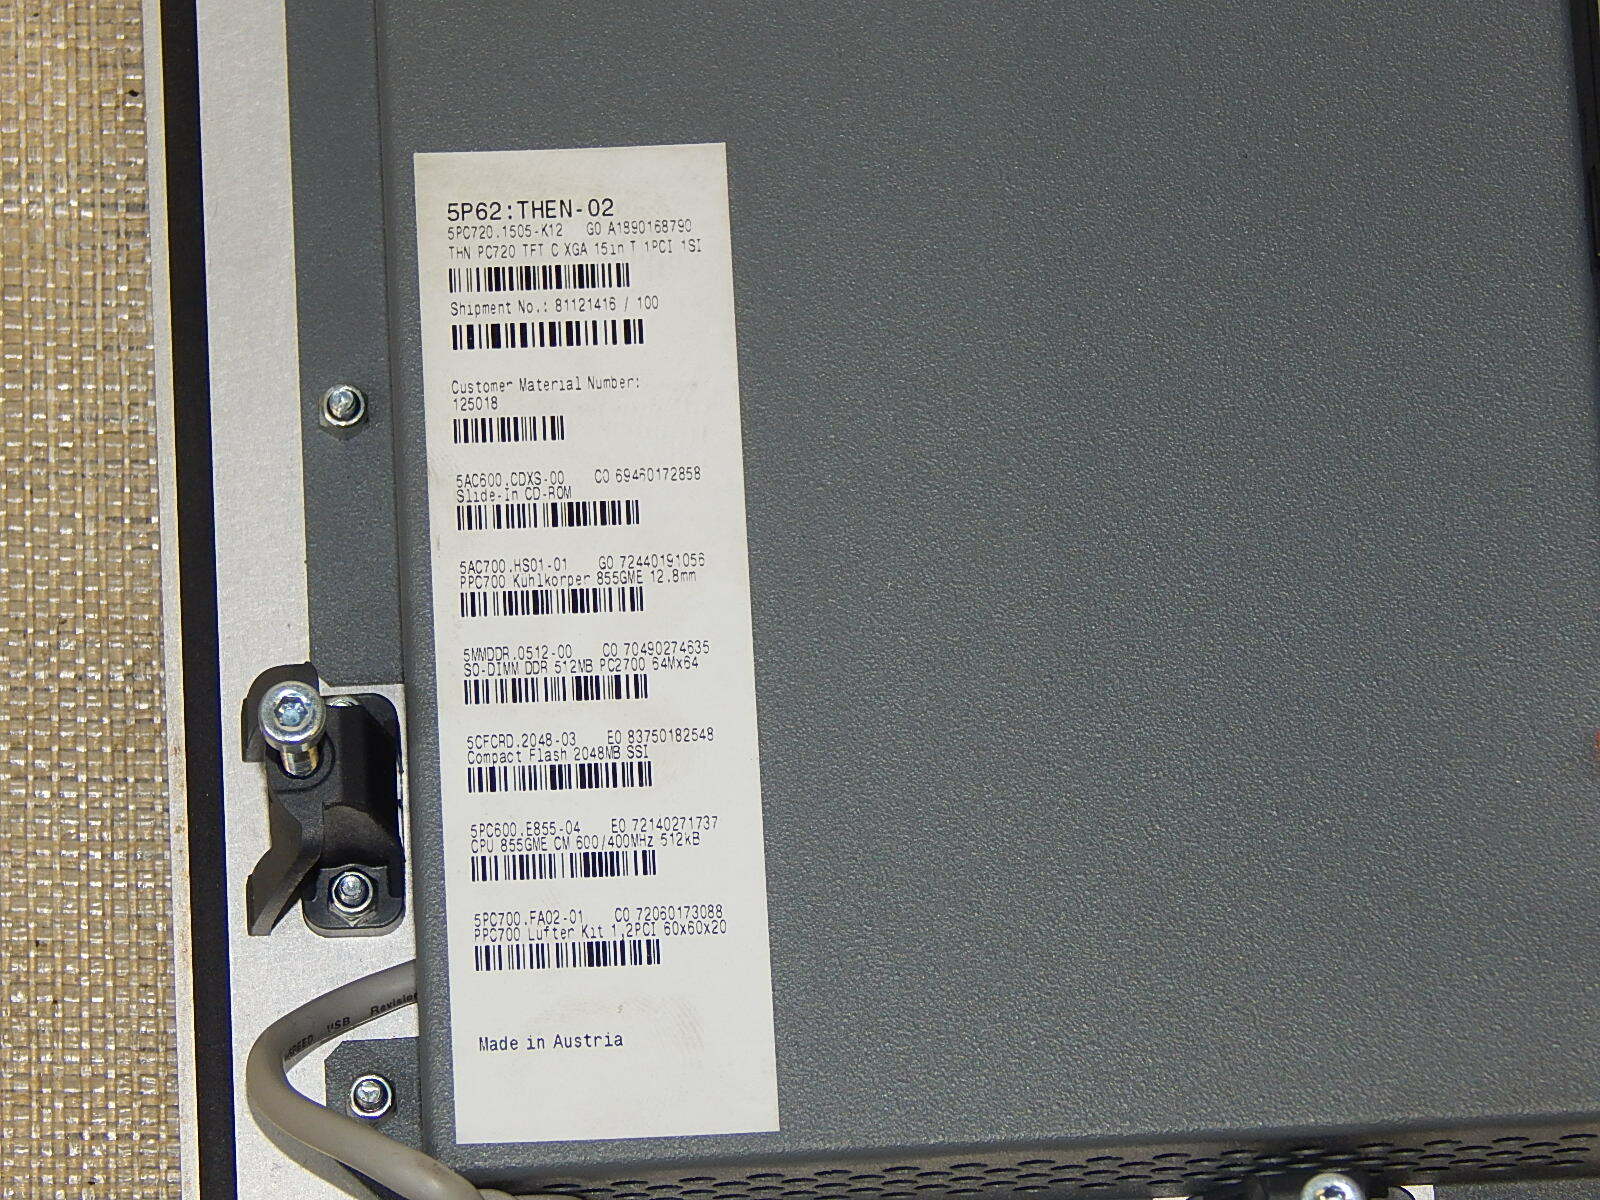 5P62:THEN-02
5PC720.1505-K12 G0 A1890168790
THN PC720 TFT C XGA 15in T 1PCI 1SI
Shipment No.: 81121416 / 100
Customer Material Number:
125018
5AC600.CDXS-00 C0 69460172858
Slide-In CD-ROM
5AC700.HS01-01 G0 72440191056
PPC700 Kuhlkorper 855GME 12.8mm
5MMDDR.0512-00 C0 70490274635
SO-DIMM DDR 512MB PC2700 64Mx64
5CFCRD.2048-03 E0 83750182548
Compact Flash 2048MB SSI
5PC600.E855-04 E0 72140271737
CPU 855GME CM 600/400MHz 512kB
5PC700.FA02-01 C0 72060173088
PPC700 Lufter Kit 1,2PCI 60x60x20
Made in Austria
USB Revision